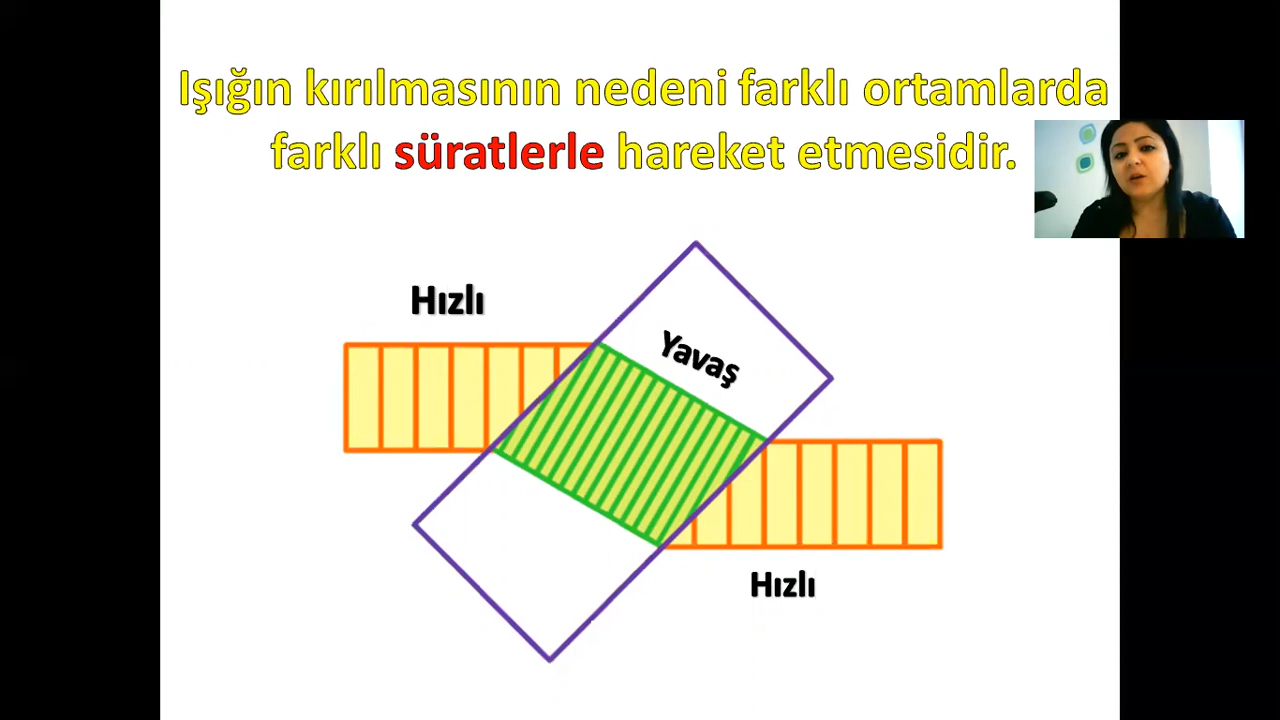 Işığın kırılmasının nedeni farklı ortamlarda
farklı süratlerle hareket etmesidir.
Hızlı
Yavaş
Hızlı